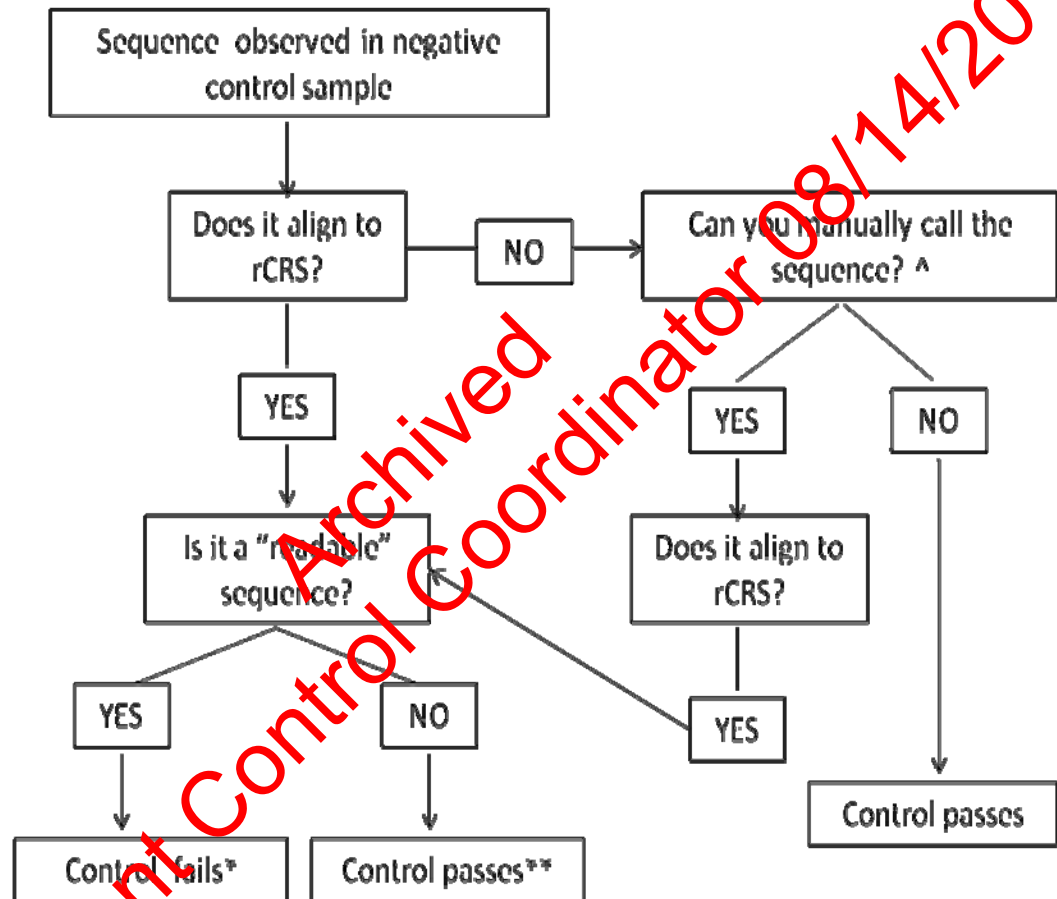 Sequence observed in negative
control sample
Does it align to
rCRS?
NO
Can you manually call the
sequence? ^
YES
YES
NO
Is it a "readable"
sequence?
Does it align to
rCRS?
YES
NO
YES
Control fails*
Control passes**
Control passes
Archived
Control Coordinator 08/14/20